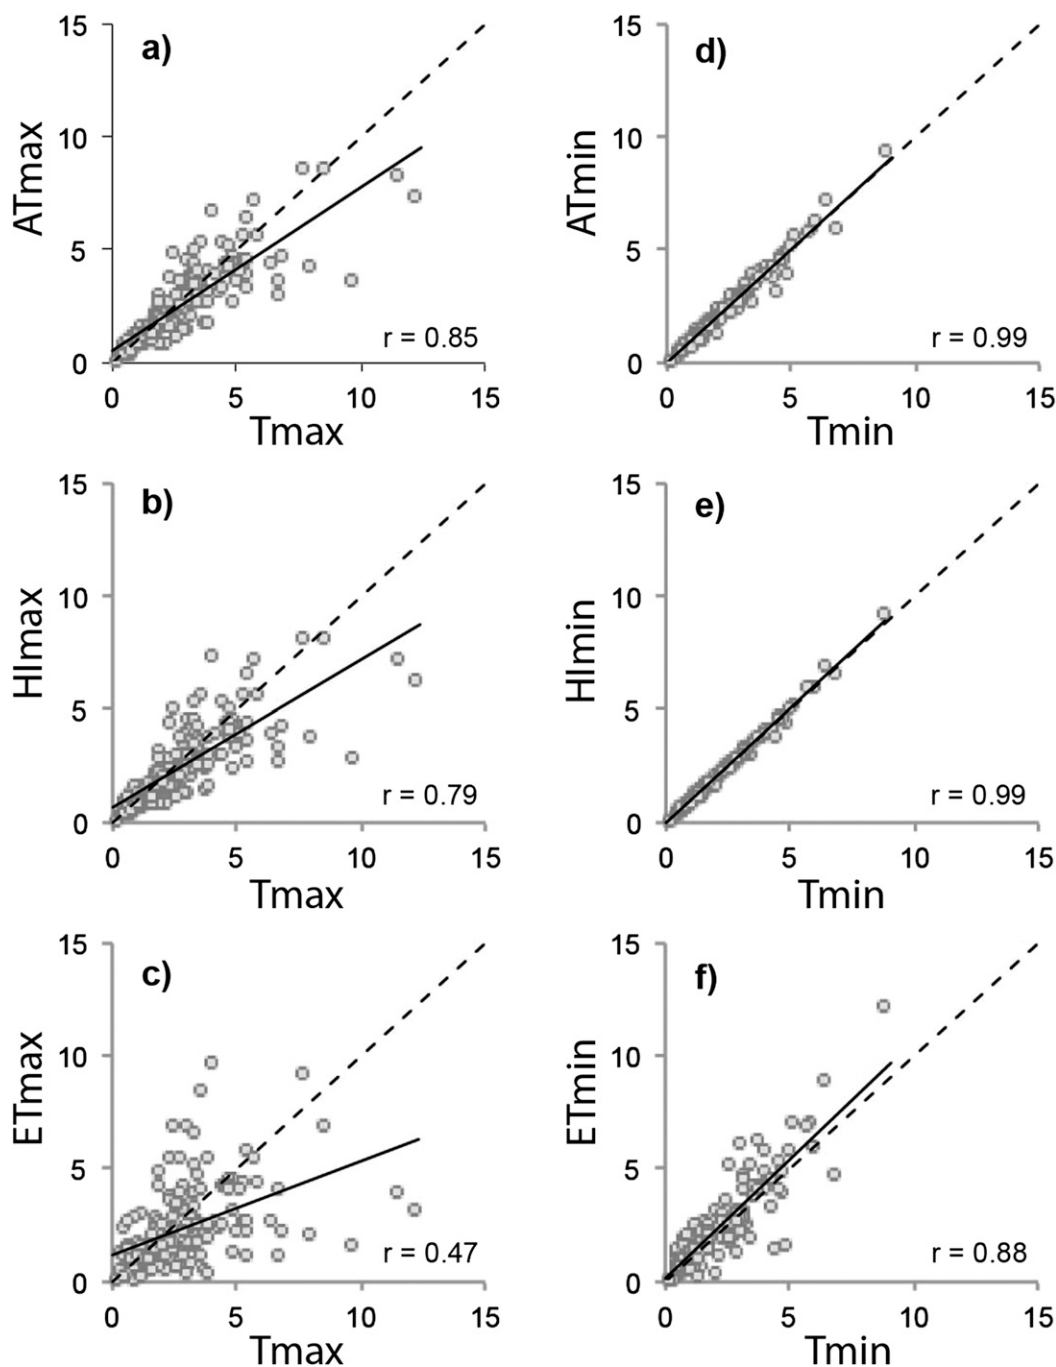 15
a)
10
ATmax
5
r = 0.85
0
0 5 10 15
Tmax
15
d)
10
ATmin
5
r = 0.99
0
0 5 10 15
Tmin
15
b)
10
HImax
5
r = 0.79
0
0 5 10 15
Tmax
15
e)
10
HImin
5
r = 0.99
0
0 5 10 15
Tmin
15
c)
10
ETmax
5
r = 0.47
0
0 5 10 15
Tmax
15
f)
10
ETmin
5
r = 0.88
0
0 5 10 15
Tmin